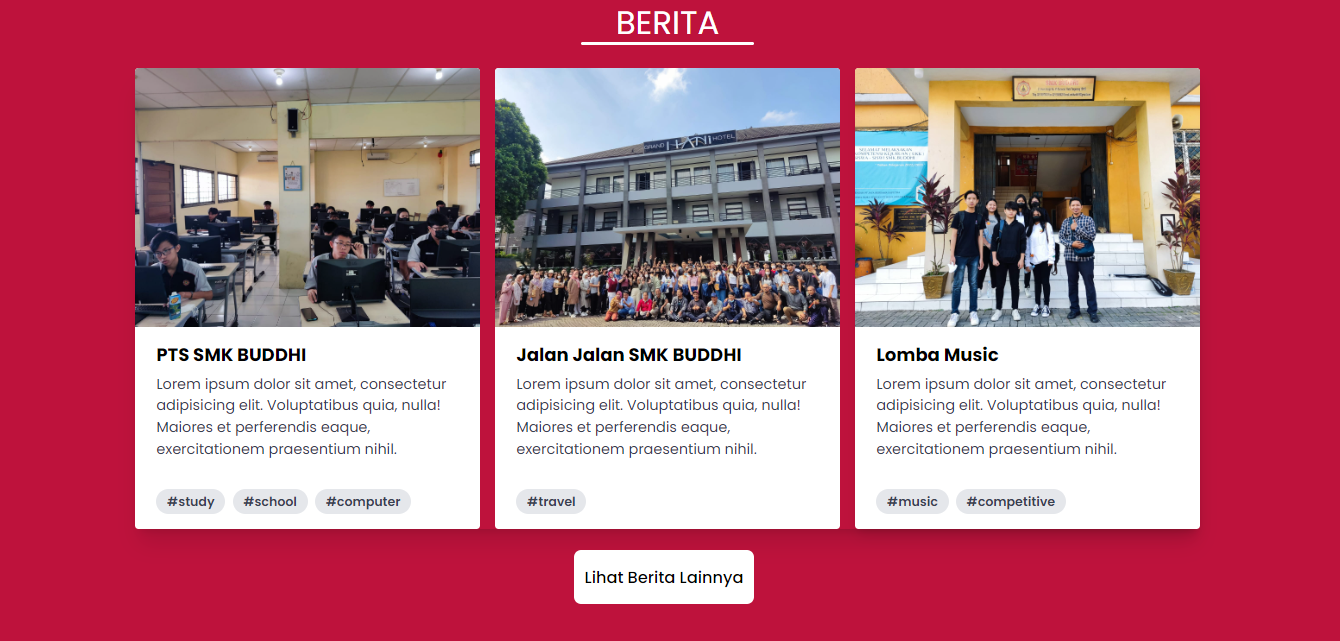 BERITA
GRAND HANI HOTEL
PTS SMK BUDDHI
Lorem ipsum dolor sit amet, consectetur
adipisicing elit. Voluptatibus quia, nulla!
Maiores et perferendis eaque,
exercitationem praesentium nihil.
#study #school #computer
Jalan Jalan SMK BUDDHI
Lorem ipsum dolor sit amet, consectetur
adipisicing elit. Voluptatibus quia, nulla!
Maiores et perferendis eaque,
exercitationem praesentium nihil.
#travel
Lomba Music
Lorem ipsum dolor sit amet, consectetur
adipisicing elit. Voluptatibus quia, nulla!
Maiores et perferendis eaque,
exercitationem praesentium nihil.
#music #competitive
Lihat Berita Lainnya